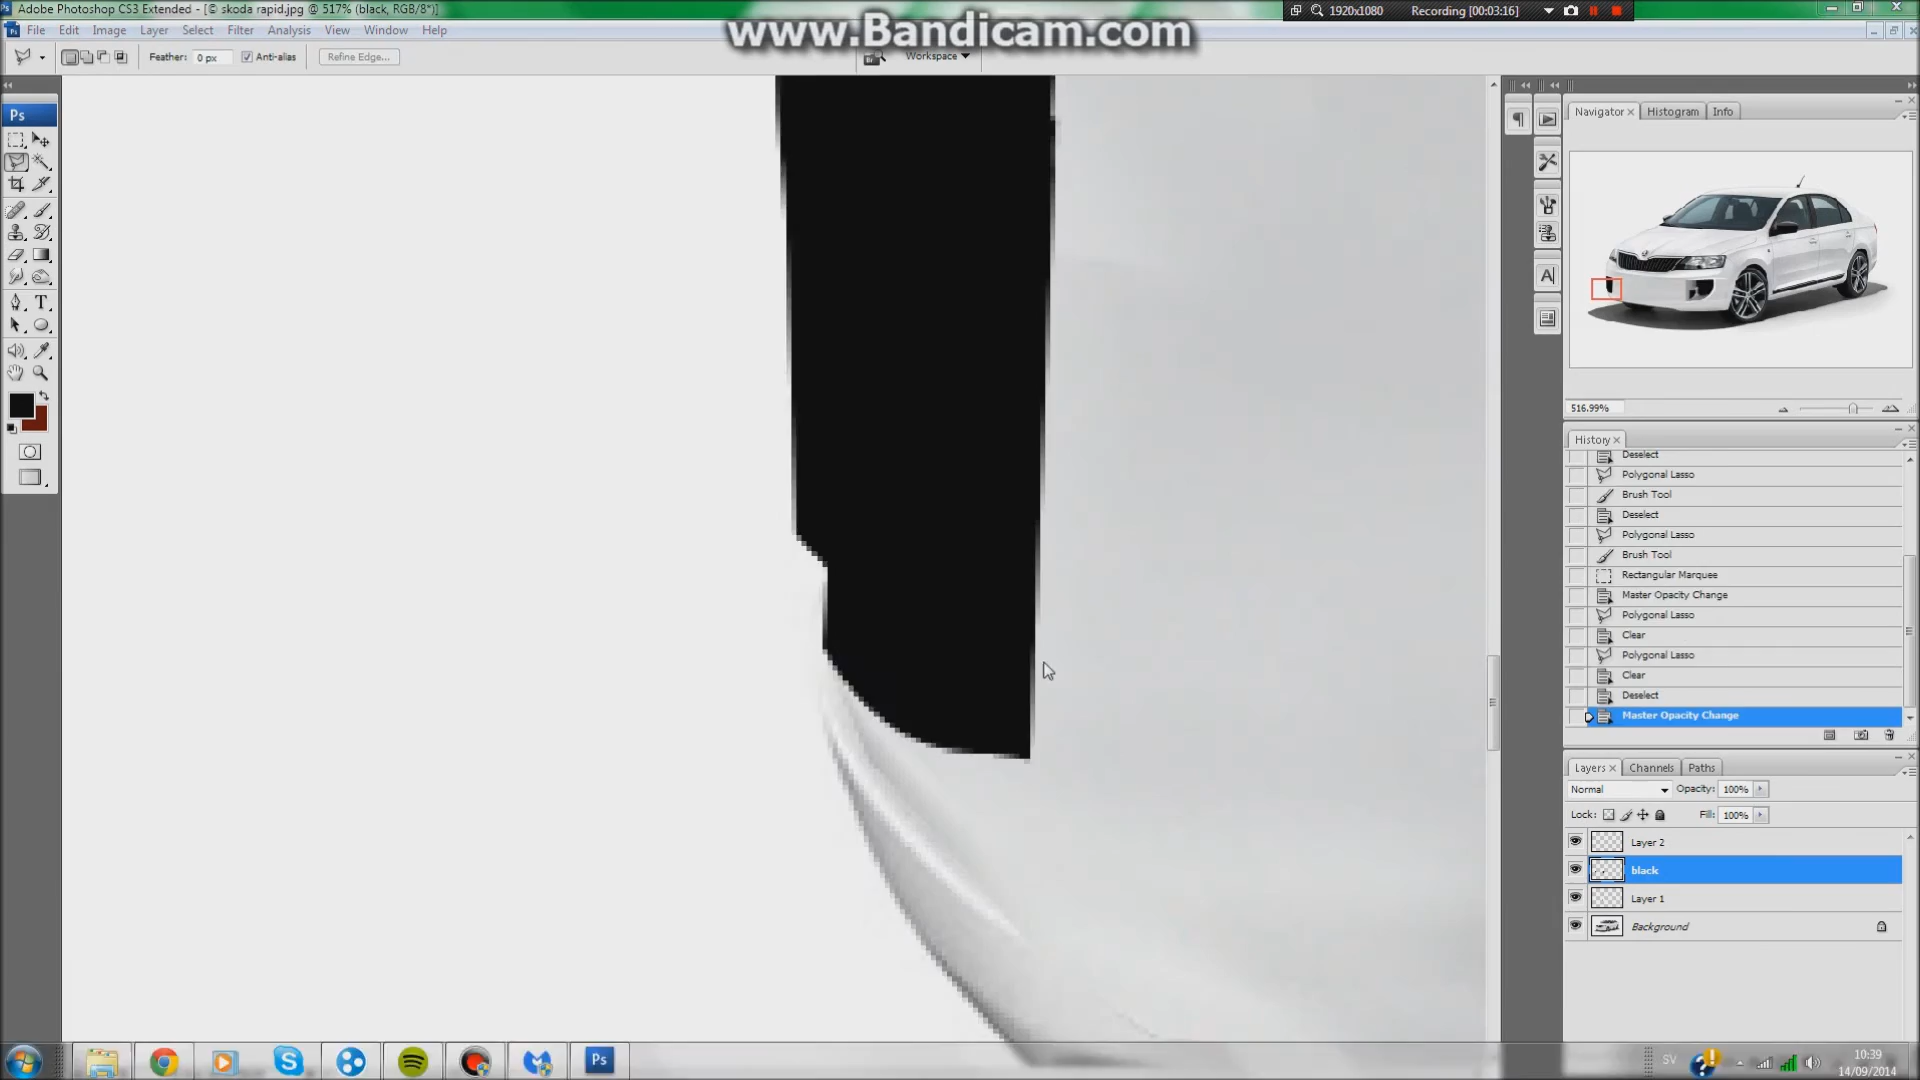 Adobe Photoshop CS3 Extended - [© skoda rapid.jpg @ 517% (black, RGB/8*)]
www.Bandicam.com
1920x1080 Recording [00:03:16]
Ps File Edit Image Layer Select Filter Analysis View Window Help
Feather: 0 px Anti-alias Refine Edge... Br Workspace
Ps
T
Navigator Histogram Info
A
516.99%
History
Deselect
Polygonal Lasso
Brush Tool
Deselect
Polygonal Lasso
Brush Tool
Rectangular Marquee
Master Opacity Change
Polygonal Lasso
Clear
Polygonal Lasso
Clear
Deselect
Master Opacity Change
Layers Channels Paths
Normal Opacity: 100%
Lock: Fill: 100%
Layer 2
black
Layer 1
Background
Ps
SV
10:39
14/09/2014